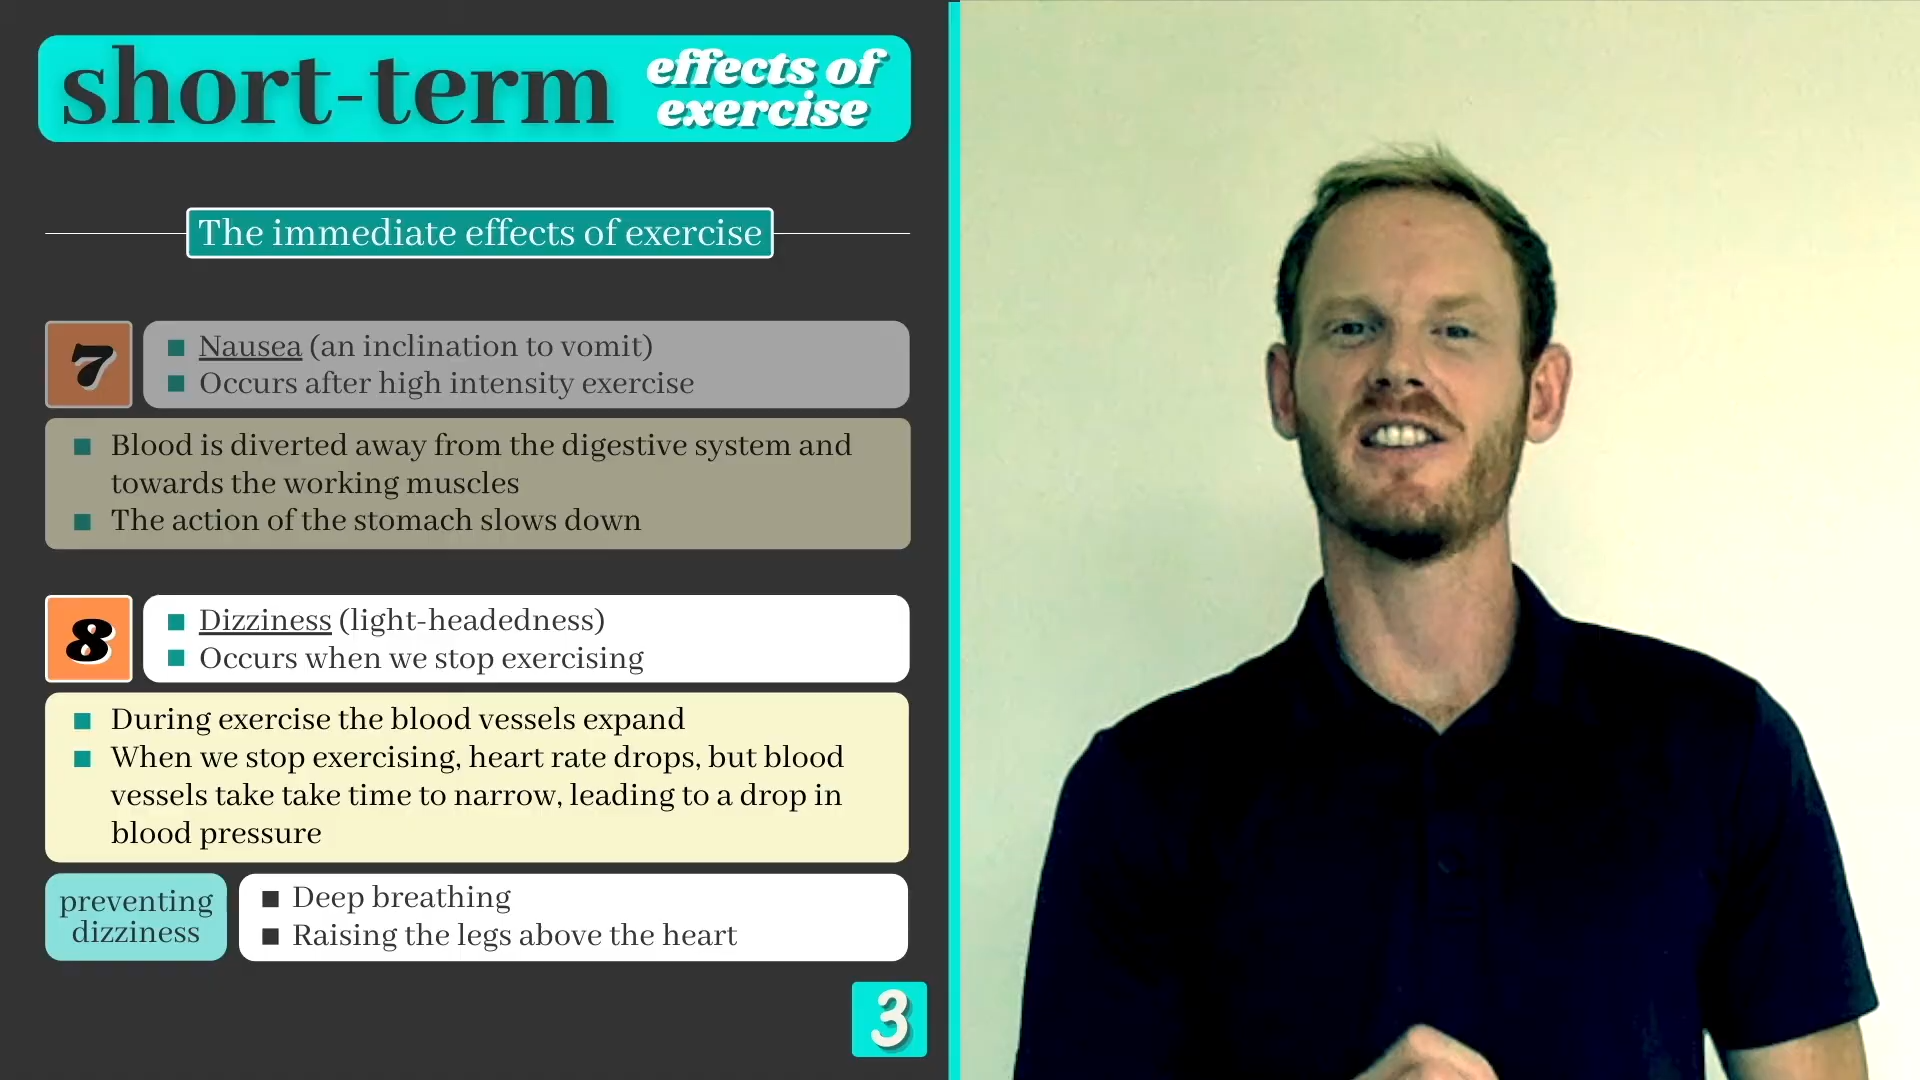 short-term
effects of
exercise
The immediate effects of exercise
7
■ Nausea (an inclination to vomit)
■ Occurs after high intensity exercise
■ Blood is diverted away from the digestive system and
towards the working muscles
■ The action of the stomach slows down
8
■ Dizziness (light-headedness)
■ Occurs when we stop exercising
■ During exercise the blood vessels expand
■ When we stop exercising, heart rate drops, but blood
vessels take take time to narrow, leading to a drop in
blood pressure
preventing
dizziness
■ Deep breathing
■ Raising the legs above the heart
3